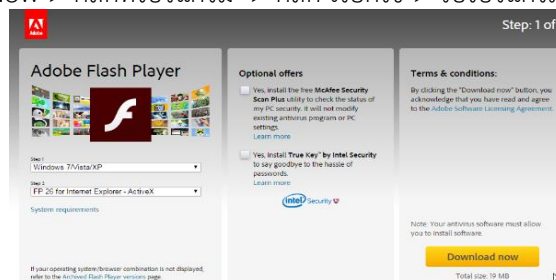 Adobe
Step: 1 of
Adobe Flash Player
Step 1
Windows 7/Vista/XP
Step 2
FP 26 for Internet Explorer - ActiveX
System requirements
If your operating system/browser combination is not displayed,
refer to the Archived Flash Player versions page.
Optional offers
Yes, install the free McAfee Security
Scan Plus utility to check the status of
my PC security. It will not modify
existing antivirus program or PC
settings.
Learn more
Yes, install True Key™ by Intel Security
to say goodbye to the hassle of
passwords.
Learn more
intel Security
Terms & conditions:
By clicking the "Download now" button, you
acknowledge that you have read and agree
to the Adobe Software Licensing Agreement.
Note: Your antivirus software must allow
you to install software.
Download now
Total size: 19 MB